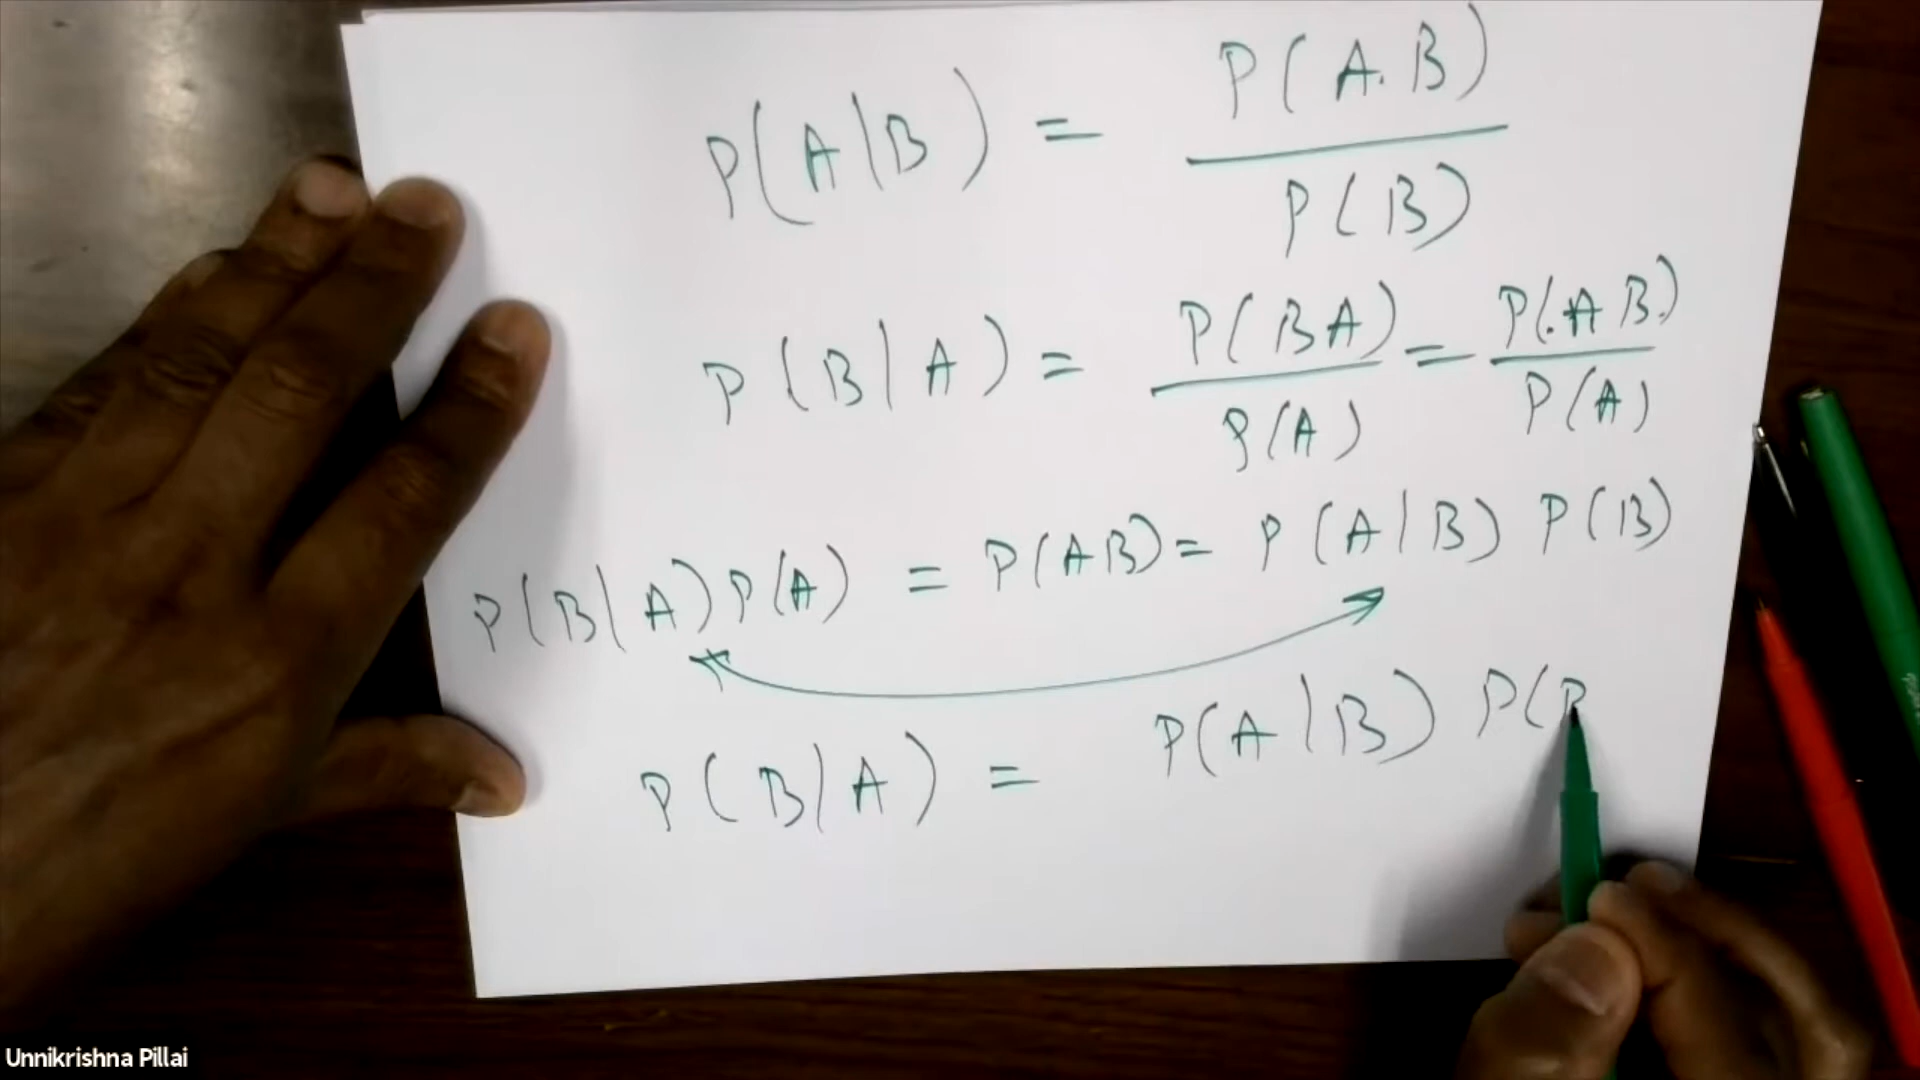 P(A|B) = P(A.B) / P(B)
P(B|A) = P(BA) / P(A) = P(.AB.) / P(A)
P(B|A)P(A) = P(AB) = P(A|B) P(B)
P(B|A) = P(A|B) P(B
Unnikrishna Pillai